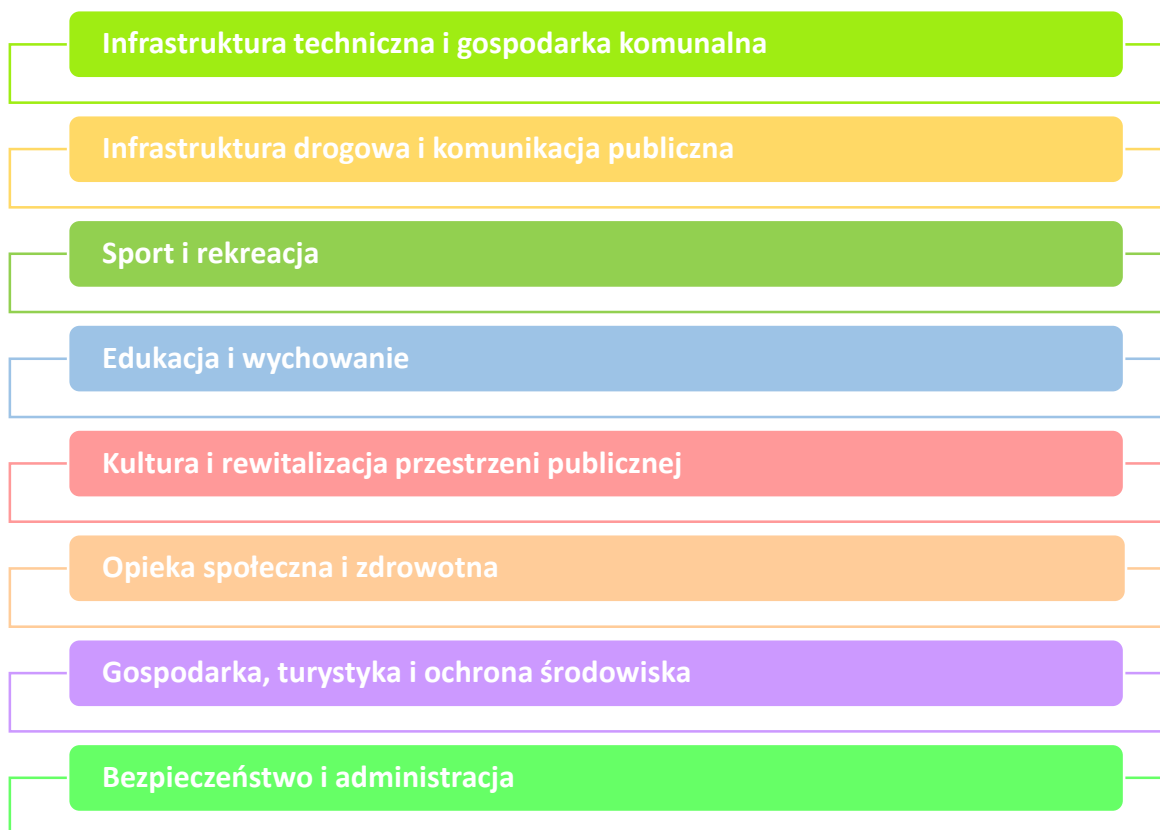 Infrastruktura techniczna i gospodarka komunalna
Infrastruktura drogowa i komunikacja publiczna
Sport i rekreacja
Edukacja i wychowanie
Kultura i rewitalizacja przestrzeni publicznej
Opieka społeczna i zdrowotna
Gospodarka, turystyka i ochrona środowiska
Bezpieczeństwo i administracja